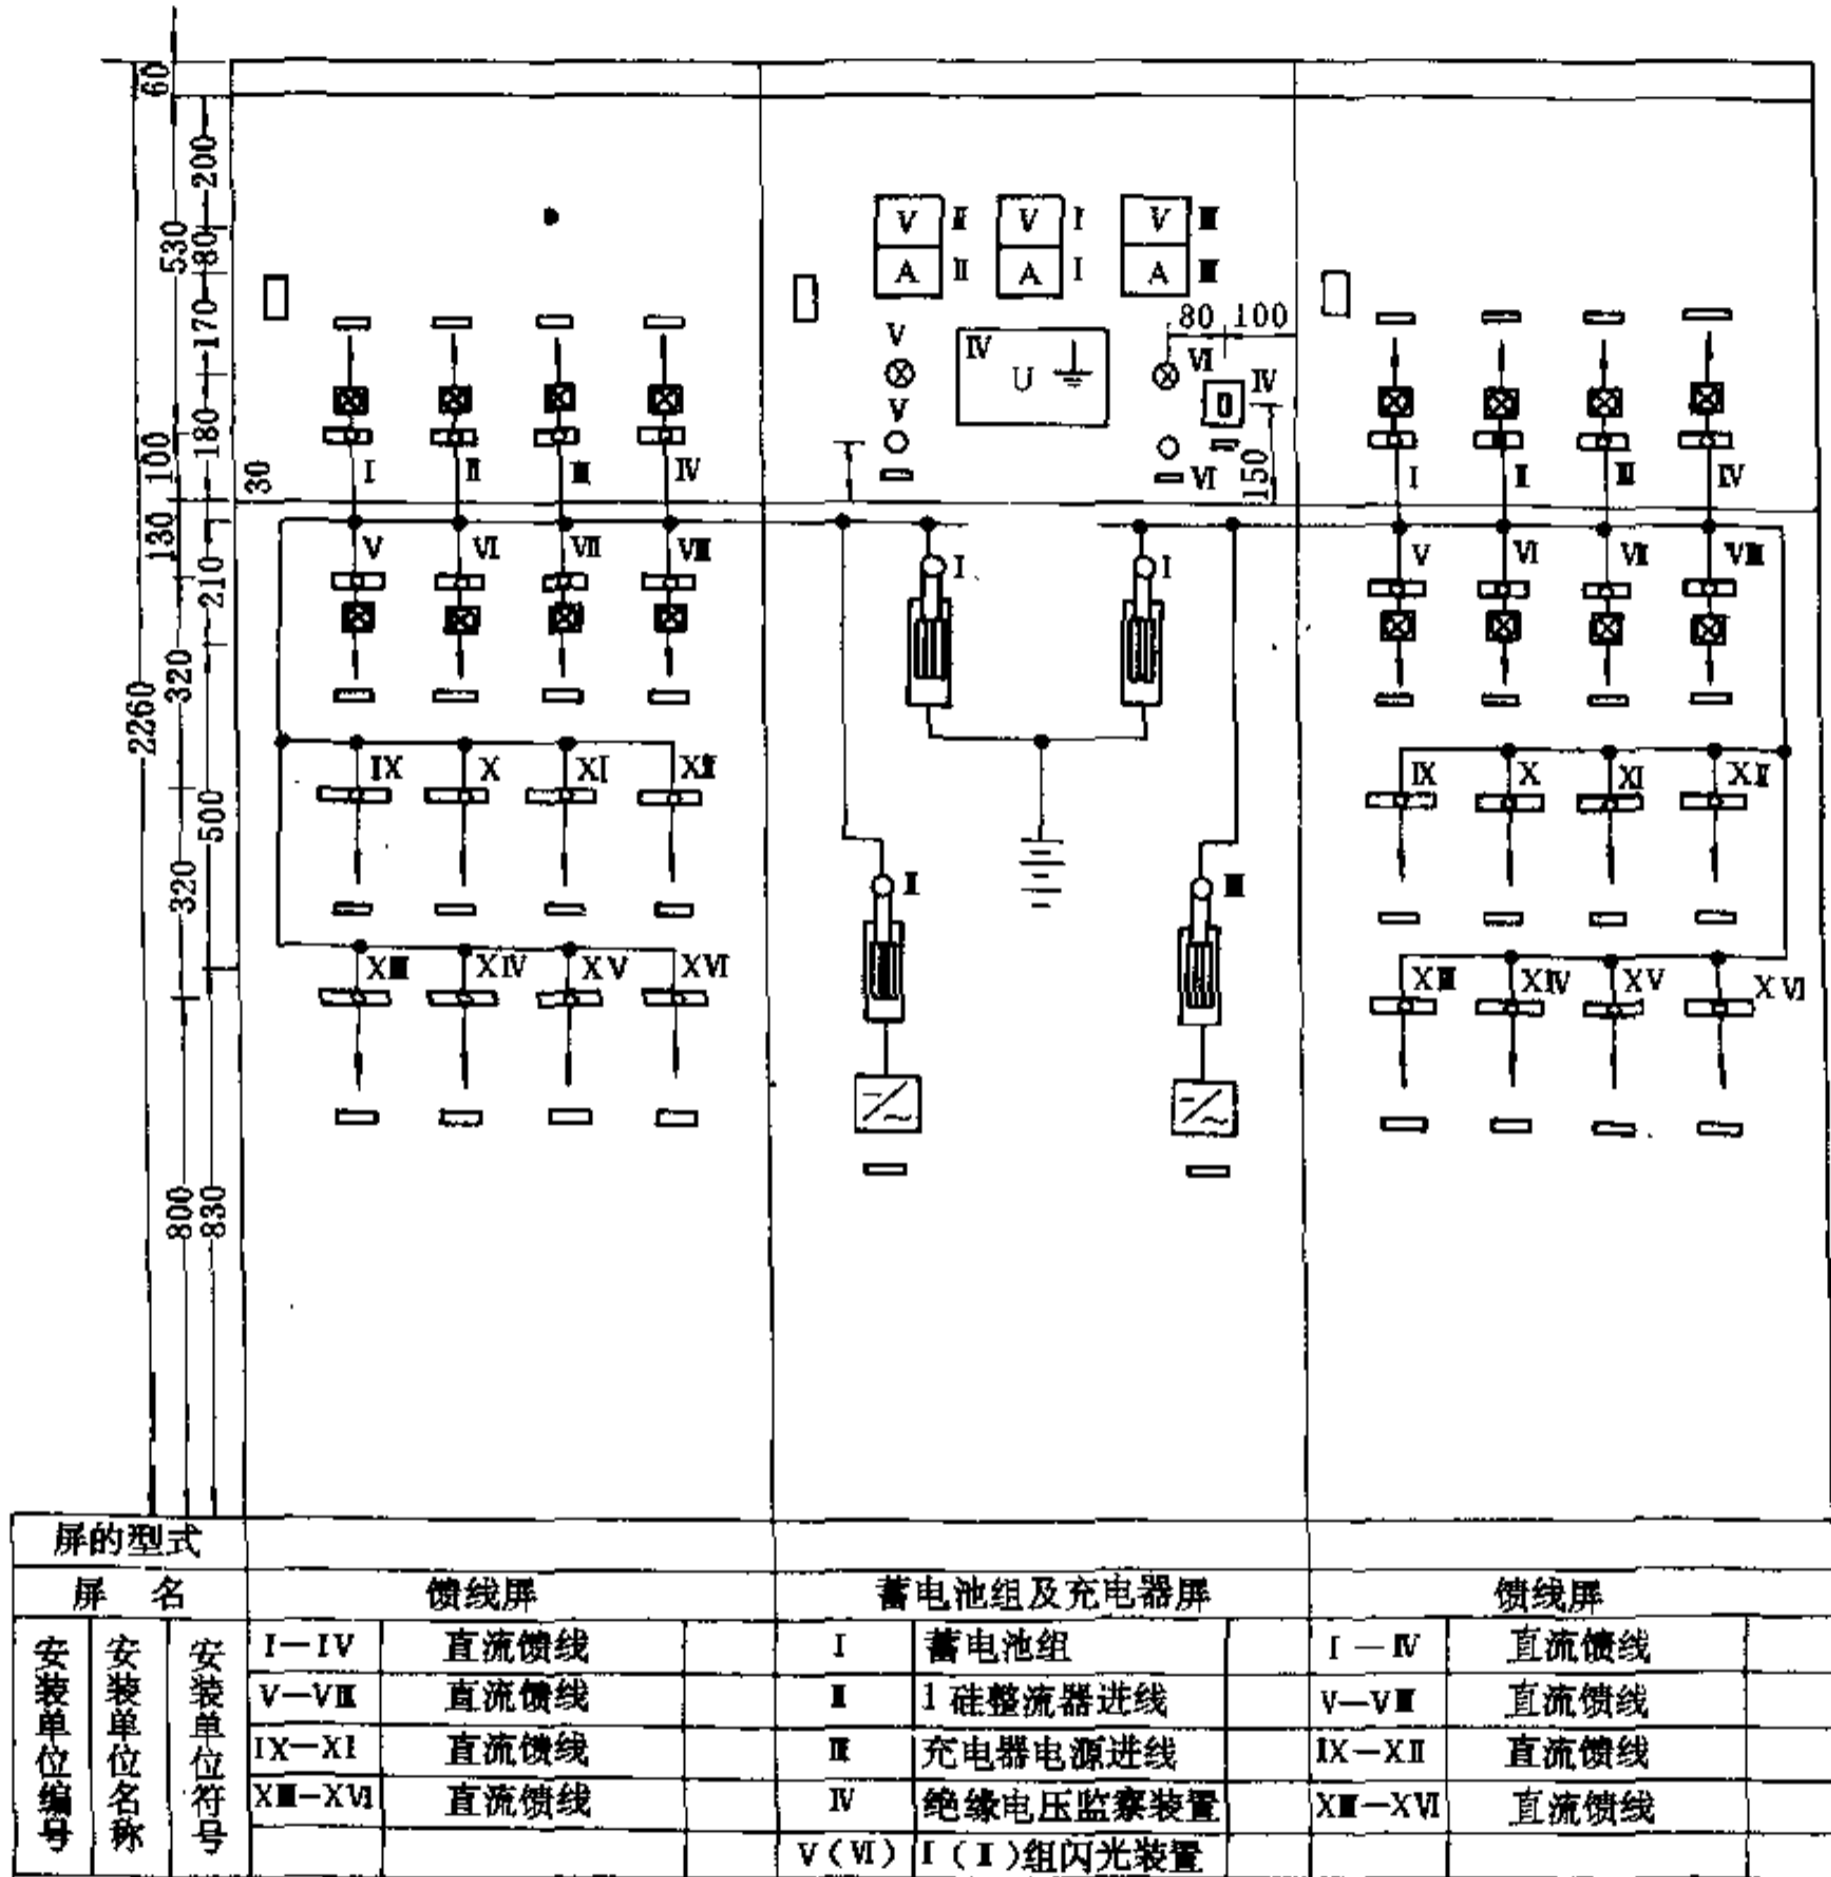 60
200
530
80
170
180
100
30
130
210
320
2260
500
320
800
830
V Ⅱ V Ⅰ V Ⅲ
A Ⅱ A Ⅰ A Ⅲ
80 100
V Ⅳ U Ⅵ Ⅳ
V
Ⅵ 150
Ⅰ Ⅱ Ⅲ Ⅳ
Ⅰ Ⅱ Ⅲ Ⅳ
Ⅴ Ⅵ Ⅶ Ⅷ
Ⅰ Ⅰ
Ⅴ Ⅵ Ⅶ Ⅷ
Ⅸ Ⅹ Ⅺ Ⅻ
Ⅸ Ⅹ Ⅺ Ⅻ
Ⅱ Ⅲ
XⅢ XⅣ XⅤ XⅥ
XⅢ XⅣ XⅤ XⅥ
屏的型式
屏 名 馈线屏 蓄电池组及充电器屏 馈线屏
安装单位编号
安装单位名称
安装单位符号
Ⅰ—Ⅳ 直流馈线 Ⅰ 蓄电池组 Ⅰ—Ⅳ 直流馈线
Ⅴ—Ⅷ 直流馈线 Ⅱ 1硅整流器进线 Ⅴ—Ⅷ 直流馈线
Ⅸ—Ⅺ 直流馈线 Ⅲ 充电器电源进线 Ⅸ—Ⅻ 直流馈线
XⅢ—XⅥ 直流馈线 Ⅳ 绝缘电压监察装置 XⅢ—XⅥ 直流馈线
Ⅴ(Ⅵ) Ⅰ(Ⅱ)组闪光装置